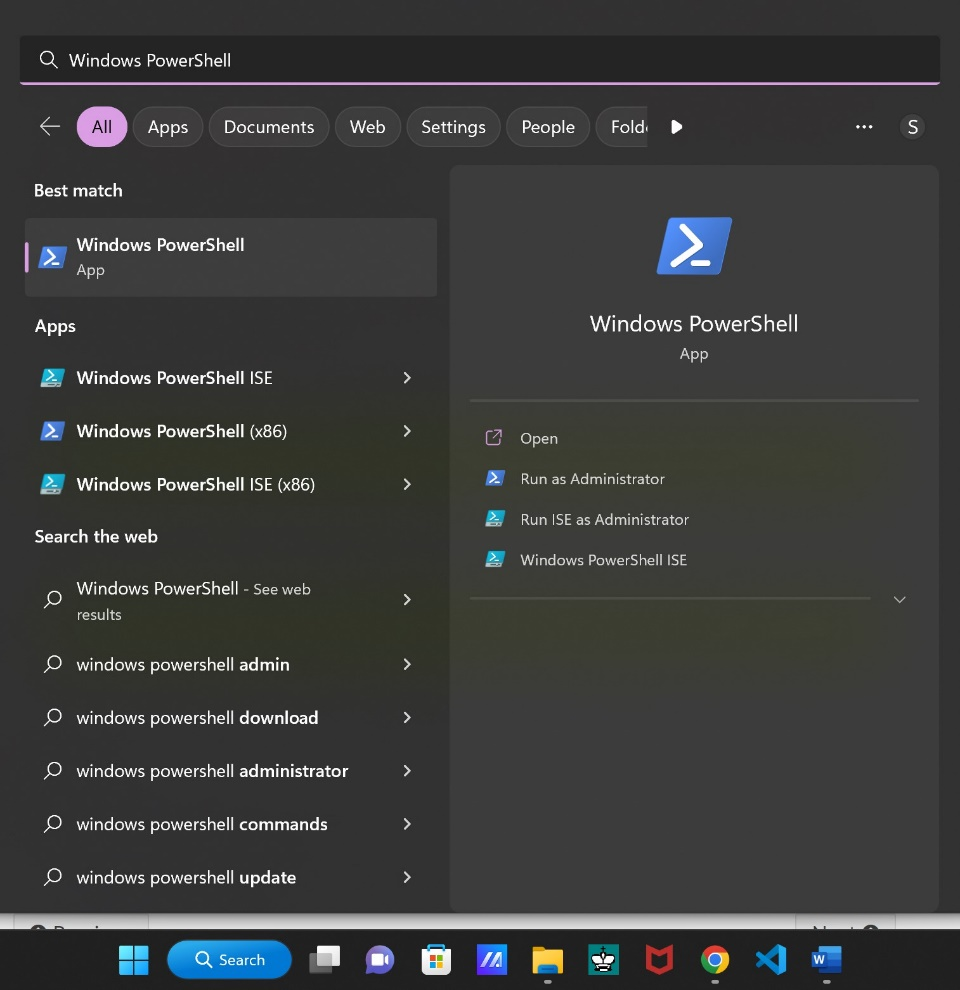 Windows PowerShell
All Apps Documents Web Settings People S
Best match
Windows PowerShell
App
Apps
Windows PowerShell ISE
Windows PowerShell (x86)
Windows PowerShell ISE (x86)
Search the web
Windows PowerShell - See web
results
windows powershell admin
windows powershell download
windows powershell administrator
windows powershell commands
windows powershell update
Windows PowerShell
App
Open
Run as Administrator
Run ISE as Administrator
Windows PowerShell ISE
Search
W